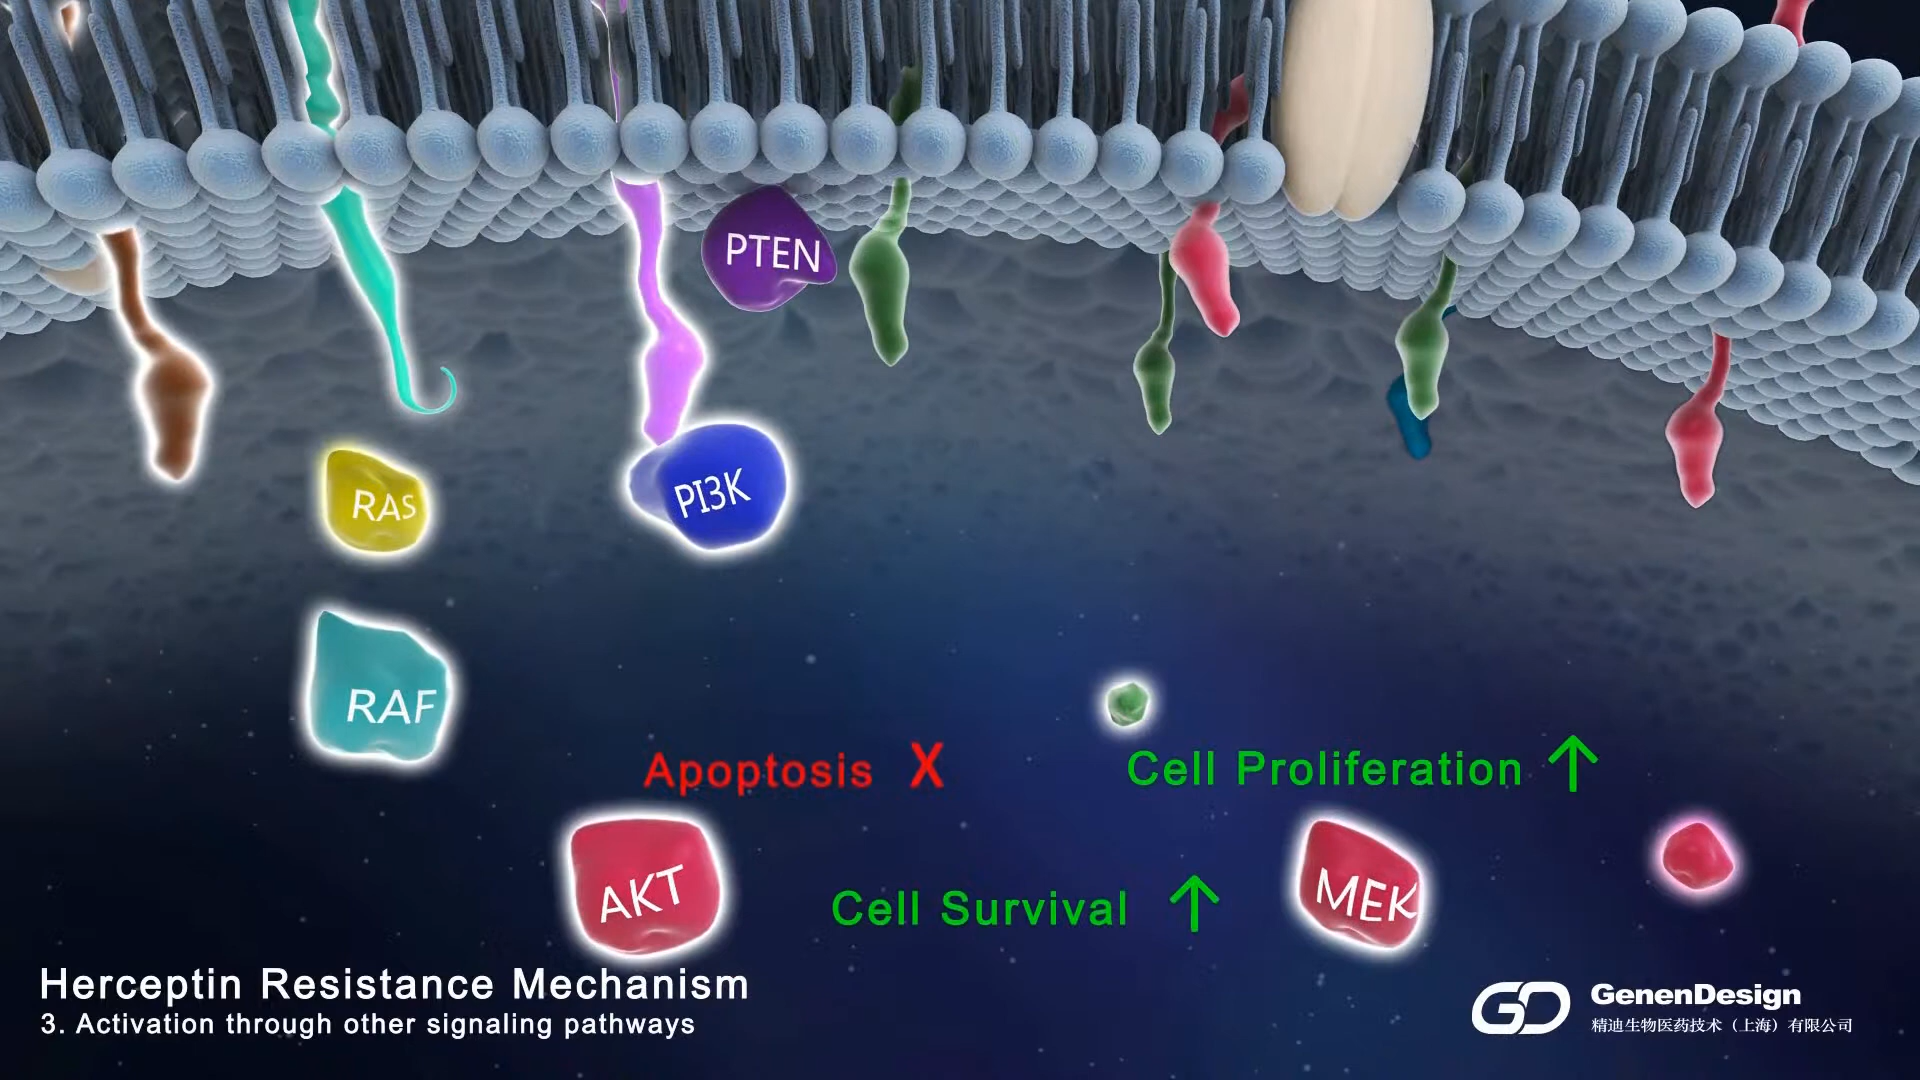 PTEN
PI3K
RAS
RAF
Apoptosis X
Cell Proliferation ↑
AKT
Cell Survival ↑
MEK
Herceptin Resistance Mechanism
3. Activation through other signaling pathways
GD GenenDesign
精迪生物医药技术（上海）有限公司